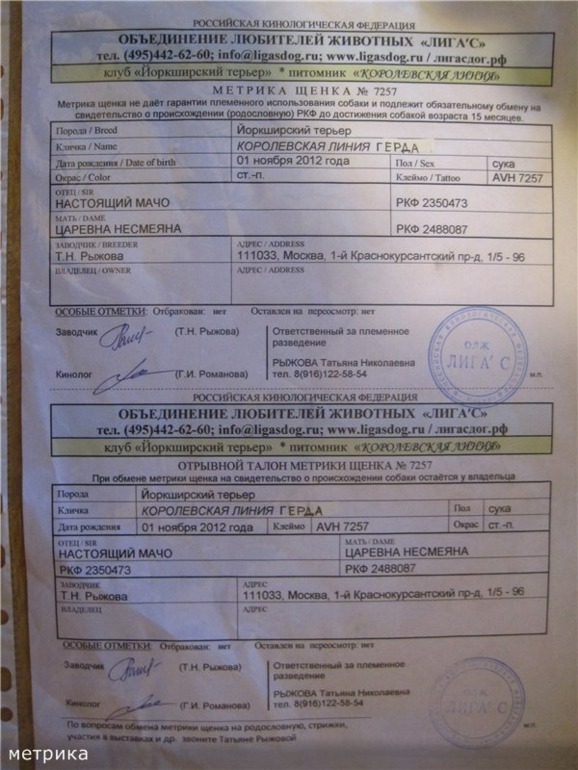 РОССИЙСКАЯ КИНОЛОГИЧЕСКАЯ ФЕДЕРАЦИЯ
ОБЪЕДИНЕНИЕ ЛЮБИТЕЛЕЙ ЖИВОТНЫХ «ЛИГА'С»
тел. (495)442-62-60; info@ligasdog.ru; www.ligasdog.ru / лигасдог.рф
клуб «Йоркширский терьер» * питомник «КОРОЛЕВСКАЯ ЛИНИЯ»
МЕТРИКА ЩЕНКА № 7257
Метрика щенка не даёт гарантии племенного использования собаки и подлежит обязательному обмену на
свидетельство о происхождении (родословную) РКФ до достижения собакой возраста 15 месяцев.
Порода / Breed Йоркширский терьер
Кличка / Name КОРОЛЕВСКАЯ ЛИНИЯ ГЕРДА
Дата рождения / Date of birth 01 ноября 2012 года Пол / Sex сука
Окрас / Color ст.-п. Клеймо / Tattoo AVH 7257
ОТЕЦ / SIR
НАСТОЯЩИЙ МАЧО РКФ 2350473
МАТЬ / DAME
ЦАРЕВНА НЕСМЕЯНА РКФ 2488087
ЗАВОДЧИК / BREEDER АДРЕС / ADDRESS
Т.Н. Рыжова 111033, Москва, 1-й Краснокурсантский пр-д, 1/5 - 96
ВЛАДЕЛЕЦ / OWNER АДРЕС / ADDRESS
ОСОБЫЕ ОТМЕТКИ: Отбракован: нет Оставлен на переосмотр: нет
Заводчик (Т.Н. Рыжова) Ответственный за племенное
разведение
РЫЖОВА Татьяна Николаевна
Кинолог (Г.И. Романова) тел. 8(916)122-58-54
О Л Ж
ЛИГА'С
м.п.
РОССИЙСКАЯ КИНОЛОГИЧЕСКАЯ ФЕДЕРАЦИЯ
ОБЪЕДИНЕНИЕ ЛЮБИТЕЛЕЙ ЖИВОТНЫХ «ЛИГА'С»
тел. (495)442-62-60; info@ligasdog.ru; www.ligasdog.ru / лигасдог.рф
клуб «Йоркширский терьер» * питомник «КОРОЛЕВСКАЯ ЛИНИЯ»
ОТРЫВНОЙ ТАЛОН МЕТРИКИ ЩЕНКА № 7257
При обмене метрики щенка на свидетельство о происхождении собаки остаётся у владельца
Порода Йоркширский терьер
Кличка КОРОЛЕВСКАЯ ЛИНИЯ ГЕРДА Пол сука
Дата рождения 01 ноября 2012 года Клеймо AVH 7257 Окрас ст.-п.
ОТЕЦ / SIR МАТЬ / DAME
НАСТОЯЩИЙ МАЧО ЦАРЕВНА НЕСМЕЯНА
РКФ 2350473 РКФ 2488087
ЗАВОДЧИК АДРЕС
Т.Н. Рыжова 111033, Москва, 1-й Краснокурсантский пр-д, 1/5 - 96
ВЛАДЕЛЕЦ АДРЕС
ОСОБЫЕ ОТМЕТКИ: Отбракован: нет Оставлен на переосмотр: нет
Заводчик (Т.Н. Рыжова) Ответственный за племенное
разведение
РЫЖОВА Татьяна Николаевна
Кинолог (Г.И. Романова) тел. 8(916)122-58-54
О Л Ж
ЛИГА'С
м.п.
По вопросам обмена метрики щенка на родословную, стрижки,
участия в выставках и др. звоните Татьяне Рыжовой
метрика